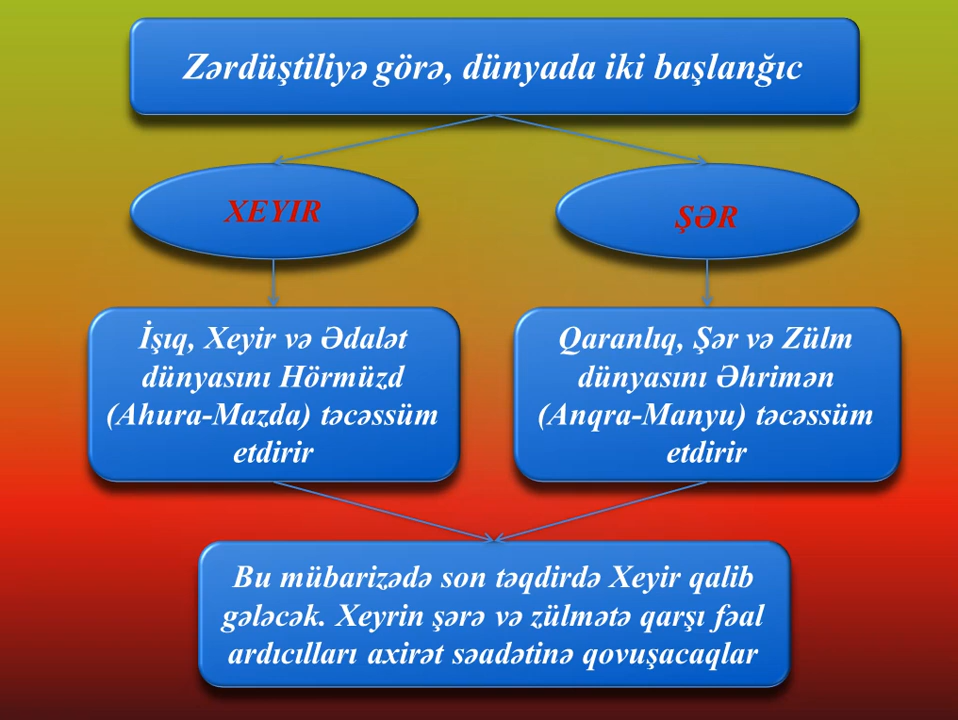 Zərdüştiliyə görə, dünyada iki başlanğıc
XEYIR
ŞƏR
İşıq, Xeyir və Ədalət
dünyasını Hörmüzd
(Ahura-Mazda) təcəssüm
etdirir
Qaranlıq, Şər və Zülm
dünyasını Əhrimən
(Anqra-Manyu) təcəssüm
etdirir
Bu mübarizədə son təqdirdə Xeyir qalib
gələcək. Xeyrin şərə və zülmətə qarşı fəal
ardıcılları axirət səadətinə qovuşacaqlar